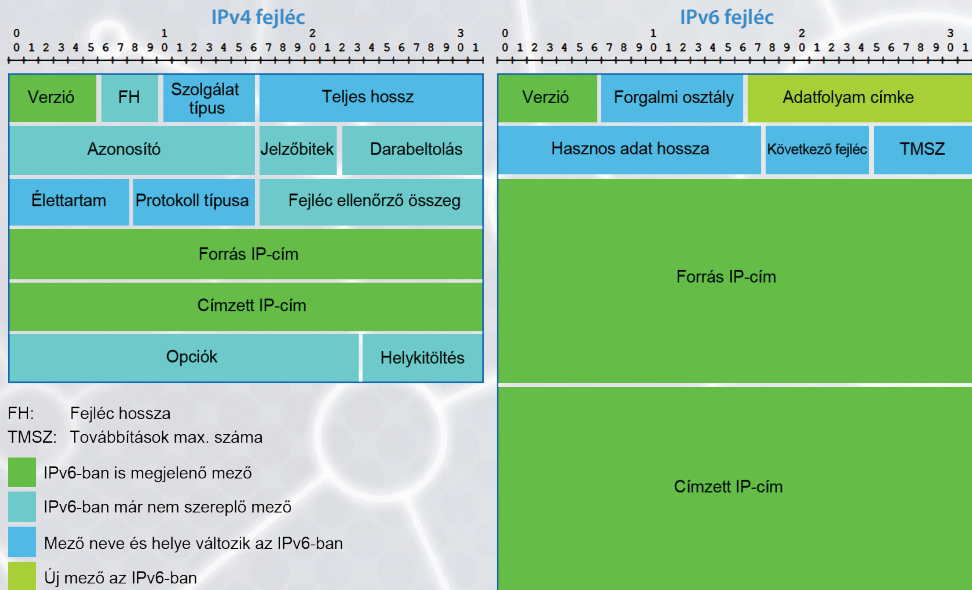 IPv4 fejléc
0 1 2 3
0 1 2 3 4 5 6 7 8 9 0 1 2 3 4 5 6 7 8 9 0 1 2 3 4 5 6 7 8 9 0 1
Verzió FH Szolgálat típus Teljes hossz
Azonosító Jelzőbitek Darabeltolás
Élettartam Protokoll típusa Fejléc ellenőrző összeg
Forrás IP-cím
Címzett IP-cím
Opciók Helykitöltés
FH: Fejléc hossza
TMSZ: Továbbítások max. száma
IPv6-ban is megjelenő mező
IPv6-ban már nem szereplő mező
Mező neve és helye változik az IPv6-ban
Új mező az IPv6-ban
IPv6 fejléc
0 1 2 3
0 1 2 3 4 5 6 7 8 9 0 1 2 3 4 5 6 7 8 9 0 1 2 3 4 5 6 7 8 9 0 1
Verzió Forgalmi osztály Adatfolyam címke
Hasznos adat hossza Következő fejléc TMSZ
Forrás IP-cím
Címzett IP-cím